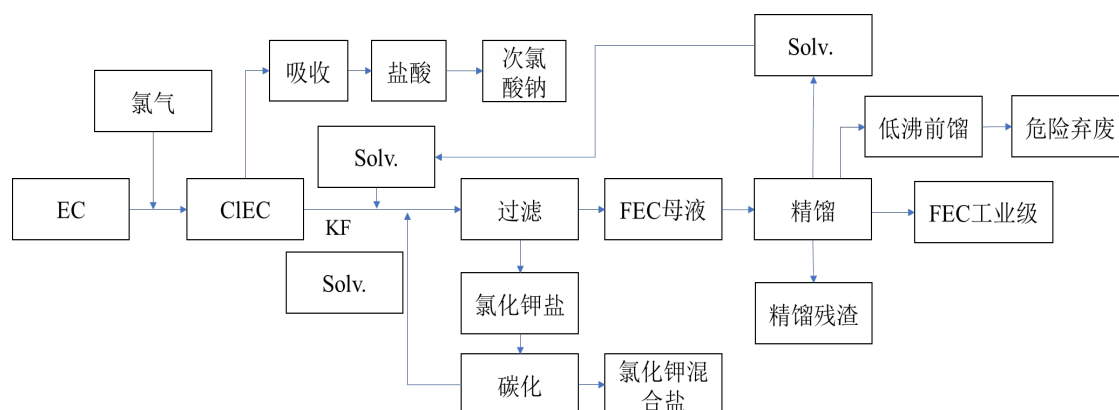 氯气
吸收
盐酸
次氯
酸钠
Solv.
低沸前馏
危险弃废
Solv.
EC
ClEC
KF
过滤
FEC母液
精馏
FEC工业级
Solv.
氯化钾盐
精馏残渣
碳化
氯化钾混
合盐